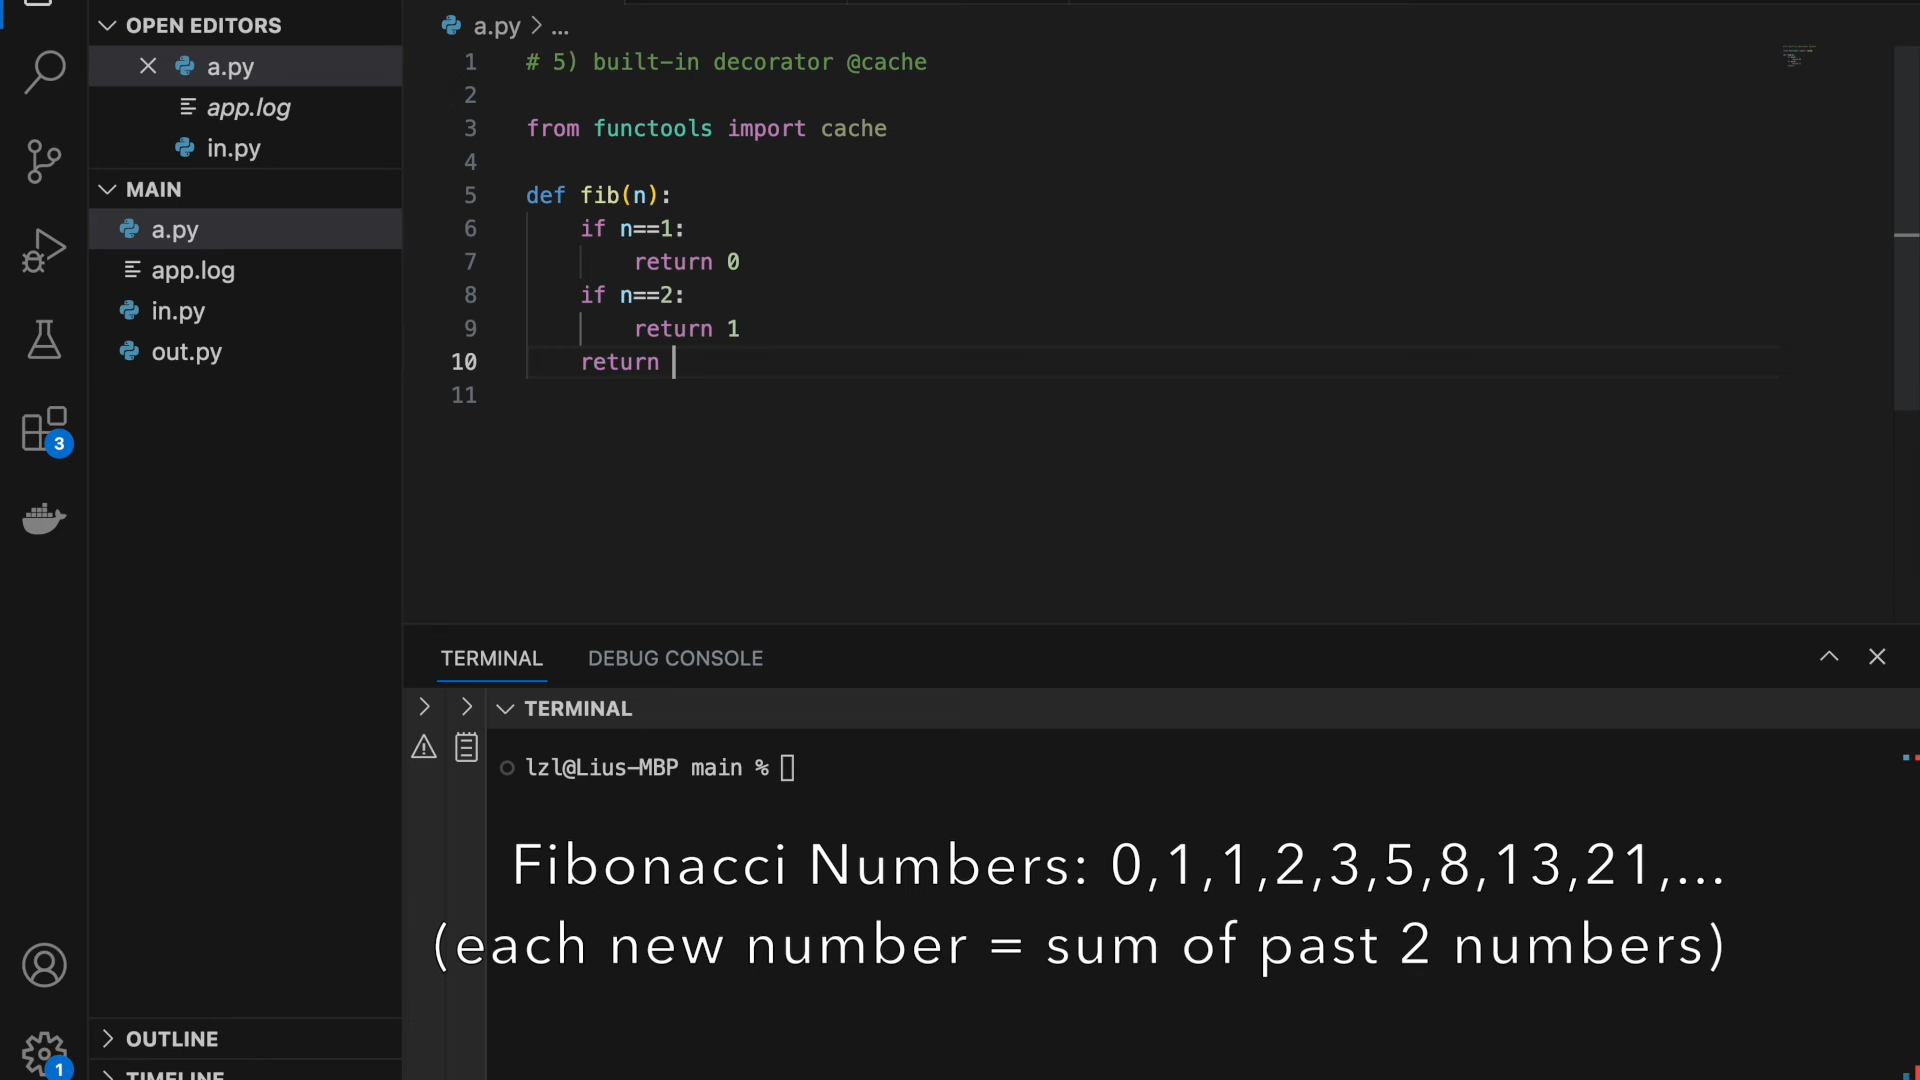 OPEN EDITORS
a.py
app.log
in.py
MAIN
a.py
app.log
in.py
out.py
3
OUTLINE
1
TIMELINE
a.py > ...
1 # 5) built-in decorator @cache
2
3 from functools import cache
4
5 def fib(n):
6 if n==1:
7 return 0
8 if n==2:
9 return 1
10 return
11
TERMINAL
DEBUG CONSOLE
TERMINAL
lzl@Lius-MBP main %
Fibonacci Numbers: 0,1,1,2,3,5,8,13,21,...
(each new number = sum of past 2 numbers)